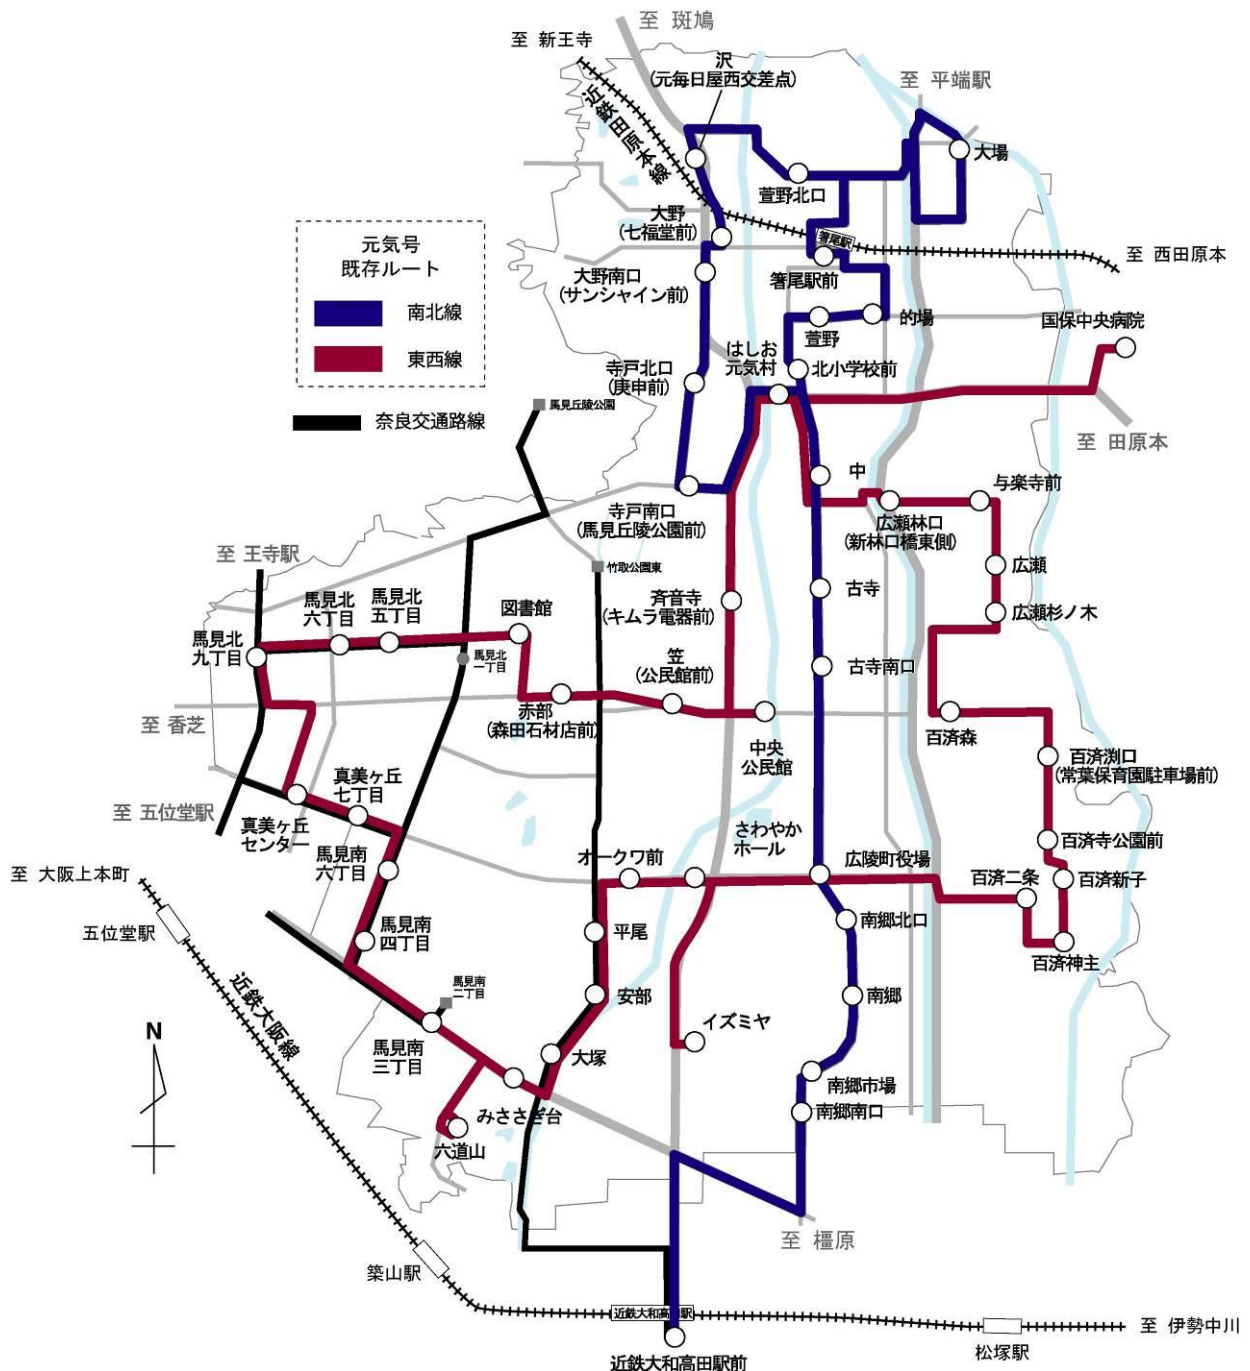 至 斑鳩
至 新王寺
沢
(元毎日屋西交差点)
至 平端駅
近鉄田原本線
大場
萱野北口
大野
(七福堂前)
箸尾駅
至 西田原本
元気号
既存ルート
南北線
東西線
奈良交通路線
大野南口
(サンシャイン前)
箸尾駅前
的場
萱野
国保中央病院
はしお
元気村
北小学校前
寺戸北口
(庚申前)
馬見丘陵公園
至 田原本
中
与楽寺前
寺戸南口
(馬見丘陵公園前)
広瀬林口
(新林口橋東側)
至 王寺駅
竹取公園東
広瀬
馬見北
六丁目
馬見北
五丁目
図書館
斉音寺
(キムラ電器前)
古寺
広瀬杉ノ木
馬見北
九丁目
馬見北
一丁目
笠
(公民館前)
古寺南口
至 香芝
赤部
(森田石材店前)
百済森
中央
公民館
百済渕口
(常葉保育園駐車場前)
真美ヶ丘
七丁目
至 五位堂駅
真美ヶ丘
センター
さわやか
ホール
百済寺公園前
馬見南
六丁目
オークワ前
広陵町役場
百済二条
百済新子
至 大阪上本町
五位堂駅
馬見南
四丁目
平尾
南郷北口
百済神主
近鉄大阪線
馬見南
二丁目
安部
南郷
N
イズミヤ
馬見南
三丁目
大塚
南郷市場
みささぎ台
南郷南口
六道山
至 橿原
築山駅
近鉄大和高田駅
至 伊勢中川
松塚駅
近鉄大和高田駅前